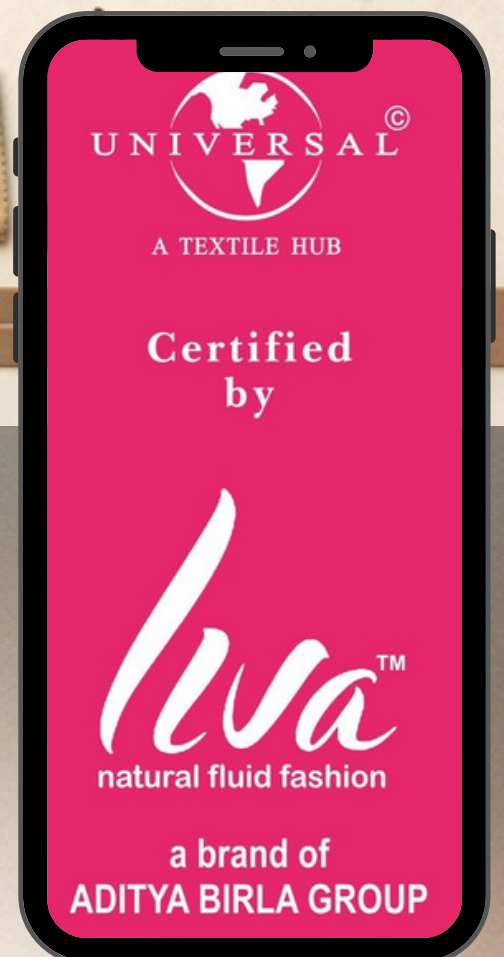 UNIVERSAL ©
A TEXTILE HUB
Certified
by
Liva™
natural fluid fashion
a brand of
ADITYA BIRLA GROUP